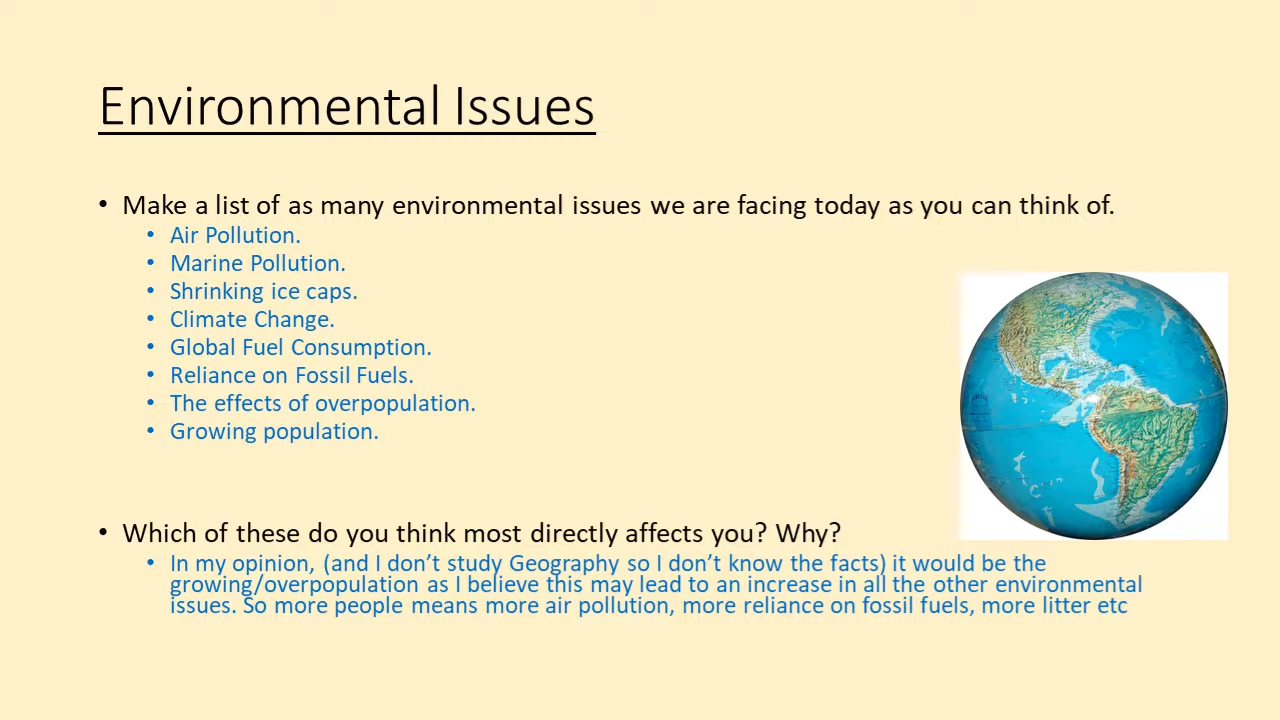 Environmental Issues
• Make a list of as many environmental issues we are facing today as you can think of.
• Air Pollution.
• Marine Pollution.
• Shrinking ice caps.
• Climate Change.
• Global Fuel Consumption.
• Reliance on Fossil Fuels.
• The effects of overpopulation.
• Growing population.
• Which of these do you think most directly affects you? Why?
• In my opinion, (and I don’t study Geography so I don’t know the facts) it would be the
growing/overpopulation as I believe this may lead to an increase in all the other environmental
issues. So more people means more air pollution, more reliance on fossil fuels, more litter etc